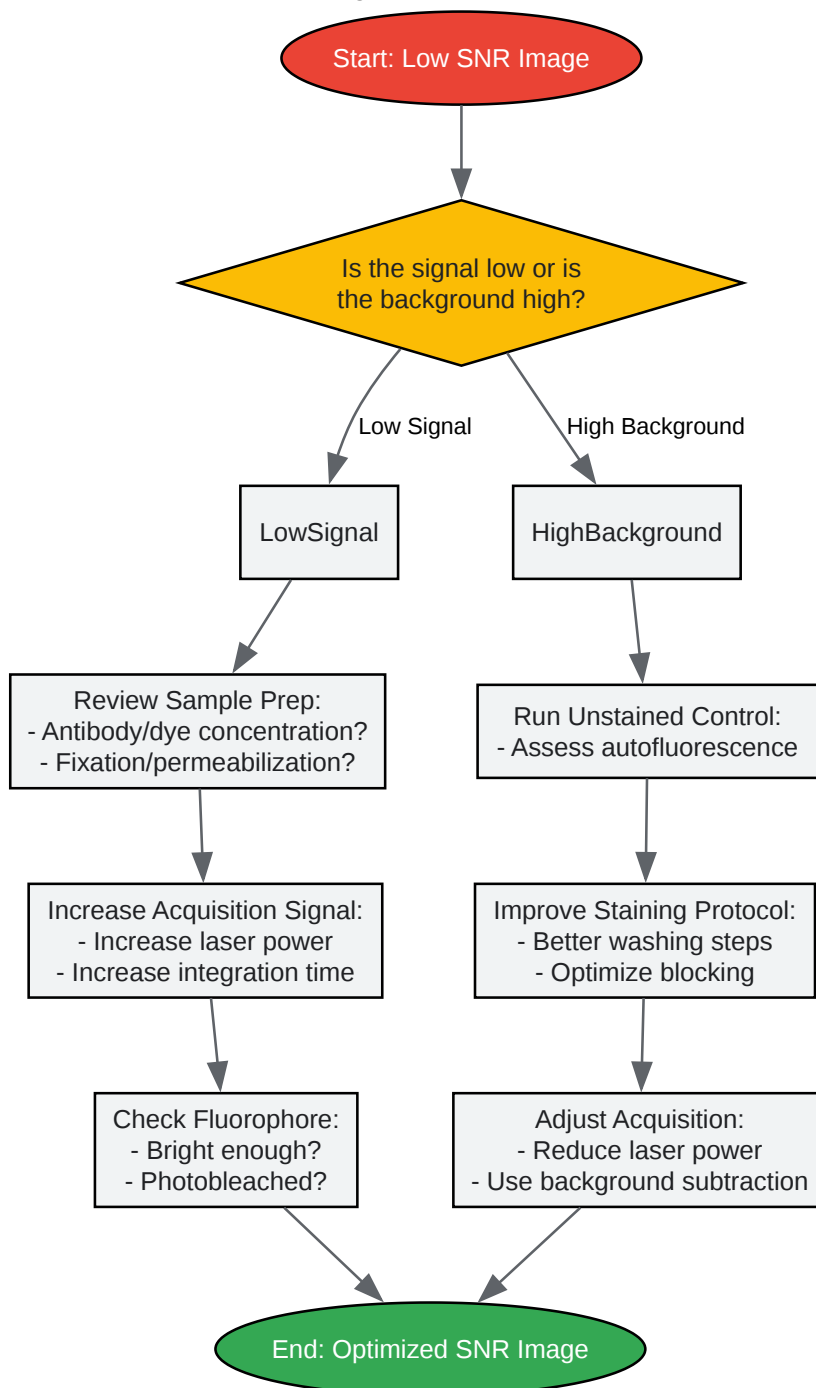 Start: Low SNR Image
Is the signal low or is
the background high?
Low Signal
High Background
LowSignal
HighBackground
Review Sample Prep:
- Antibody/dye concentration?
- Fixation/permeabilization?
Run Unstained Control:
- Assess autofluorescence
Increase Acquisition Signal:
- Increase laser power
- Increase integration time
Improve Staining Protocol:
- Better washing steps
- Optimize blocking
Check Fluorophore:
- Bright enough?
- Photobleached?
Adjust Acquisition:
- Reduce laser power
- Use background subtraction
End: Optimized SNR Image